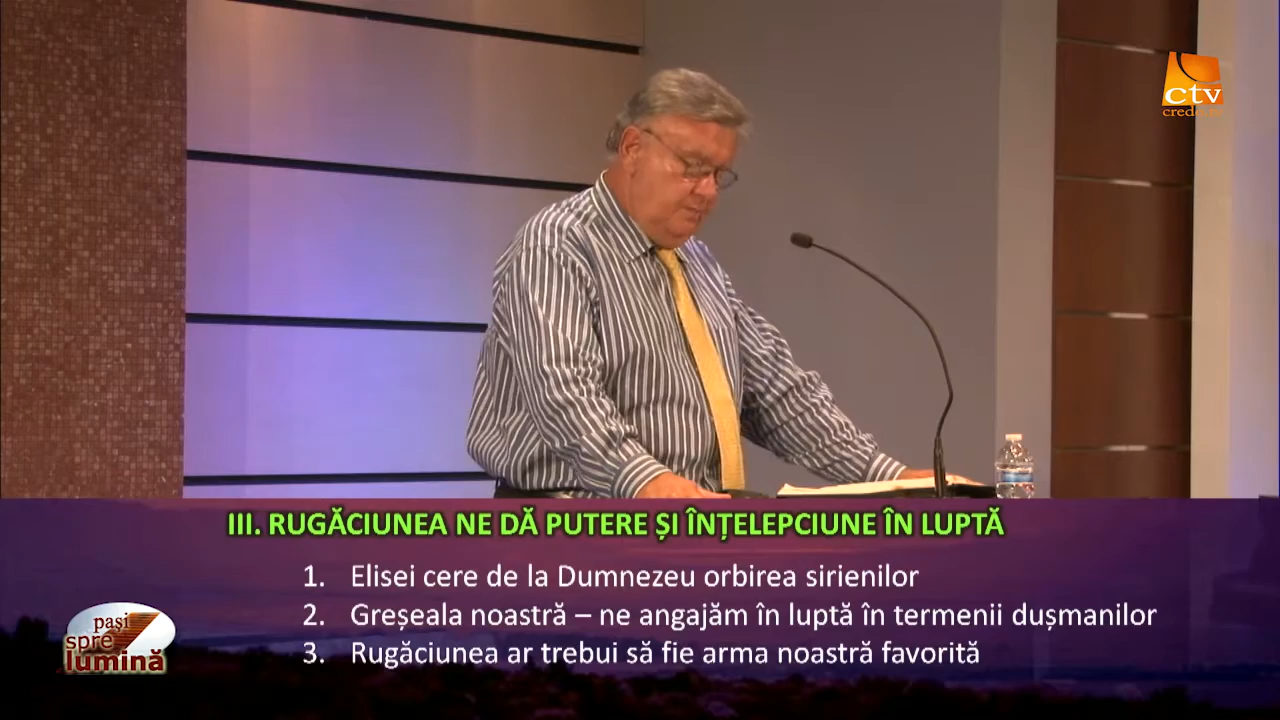 ctv
III. RUGĂCIUNEA NE DĂ PUTERE ȘI ÎNȚELEPCIUNE ÎN LUPTĂ
1. Elisei cere de la Dumnezeu orbirea sirienilor
2. Greșeala noastră – ne angajăm în luptă în termenii dușmanilor
3. Rugăciunea ar trebui să fie arma noastră favorită
pași
spre
lumină